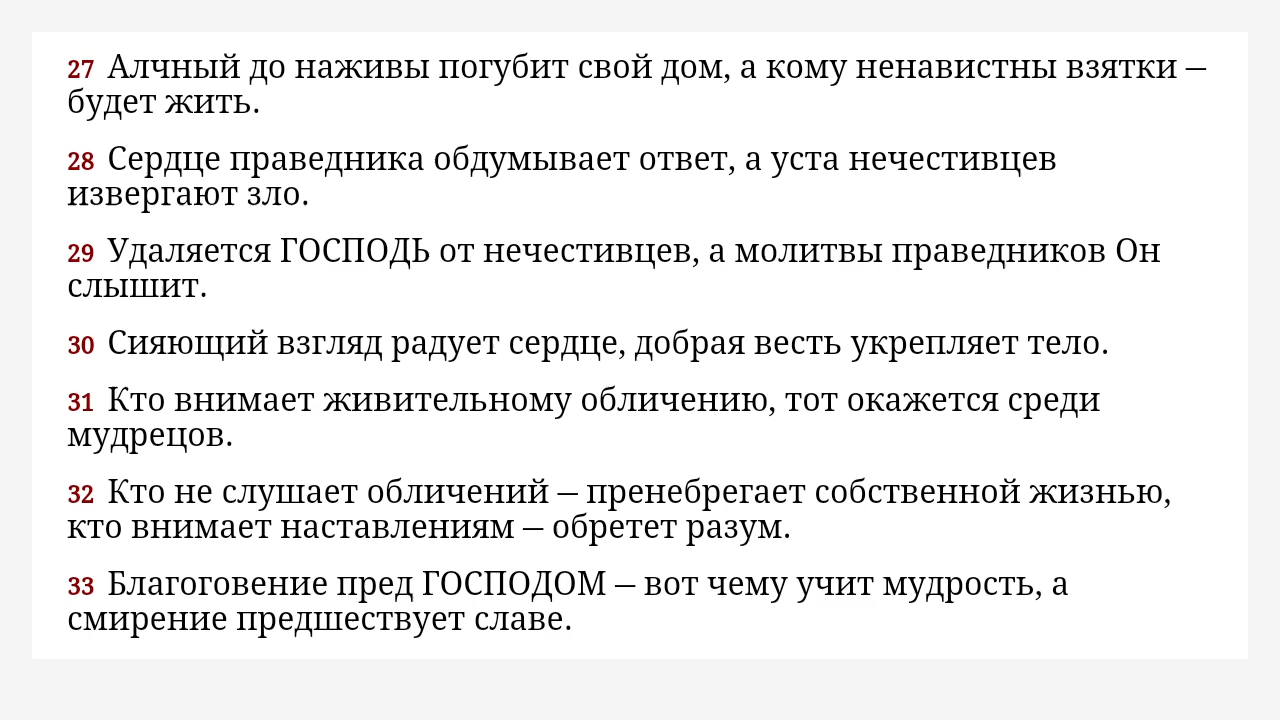 27 Алчный до наживы погубит свой дом, а кому ненавистны взятки –
будет жить.
28 Сердце праведника обдумывает ответ, а уста нечестивцев
извергают зло.
29 Удаляется ГОСПОДЬ от нечестивцев, а молитвы праведников Он
слышит.
30 Сияющий взгляд радует сердце, добрая весть укрепляет тело.
31 Кто внимает живительному обличению, тот окажется среди
мудрецов.
32 Кто не слушает обличений – пренебрегает собственной жизнью,
кто внимает наставлениям – обретет разум.
33 Благоговение пред ГОСПОДОМ – вот чему учит мудрость, а
смирение предшествует славе.